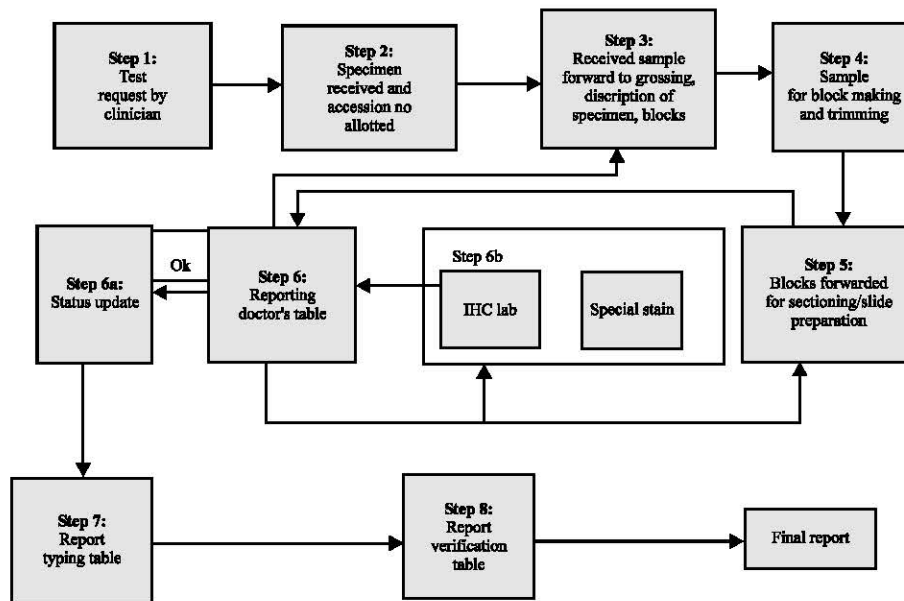 Step 1:
Test
request by
clinician
Step 2:
Specimen
received and
accession no
allotted
Step 3:
Received sample
forward to grossing,
discription of
specimen, blocks
Step 4:
Sample
for block making
and trimming
Step 6a:
Status update
Ok
Step 6:
Reporting
doctor's table
Step 6b
IHC lab
Special stain
Step 5:
Blocks forwarded
for sectioning/slide
preparation
Step 7:
Report
typing table
Step 8:
Report
verification
table
Final report